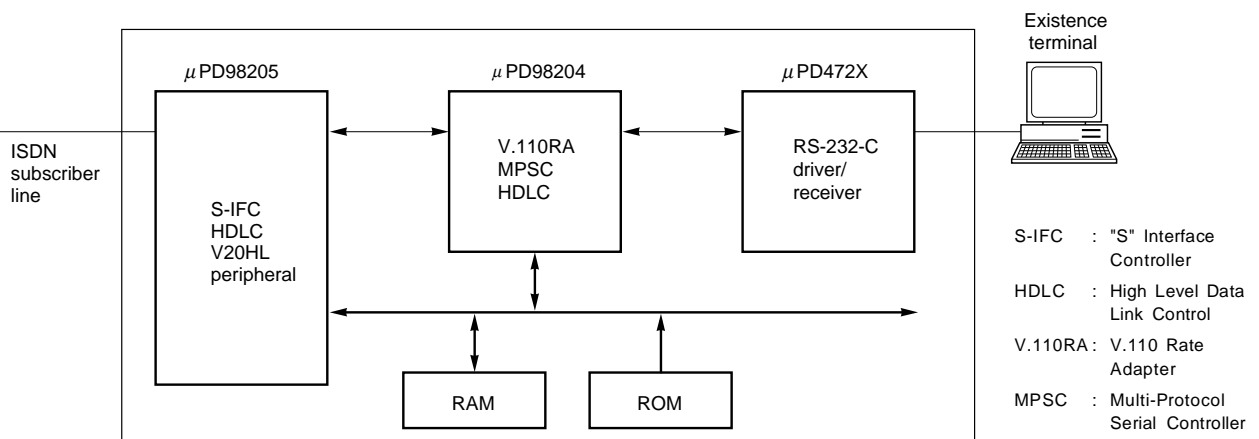 Existence
terminal
μPD98205
μPD98204
μPD472X
ISDN
subscriber
line
S-IFC
HDLC
V20HL
peripheral
V.110RA
MPSC
HDLC
RS-232-C
driver/
receiver
RAM
ROM
S-IFC : "S" Interface
Controller
HDLC : High Level Data
Link Control
V.110RA : V.110 Rate
Adapter
MPSC : Multi-Protocol
Serial Controller